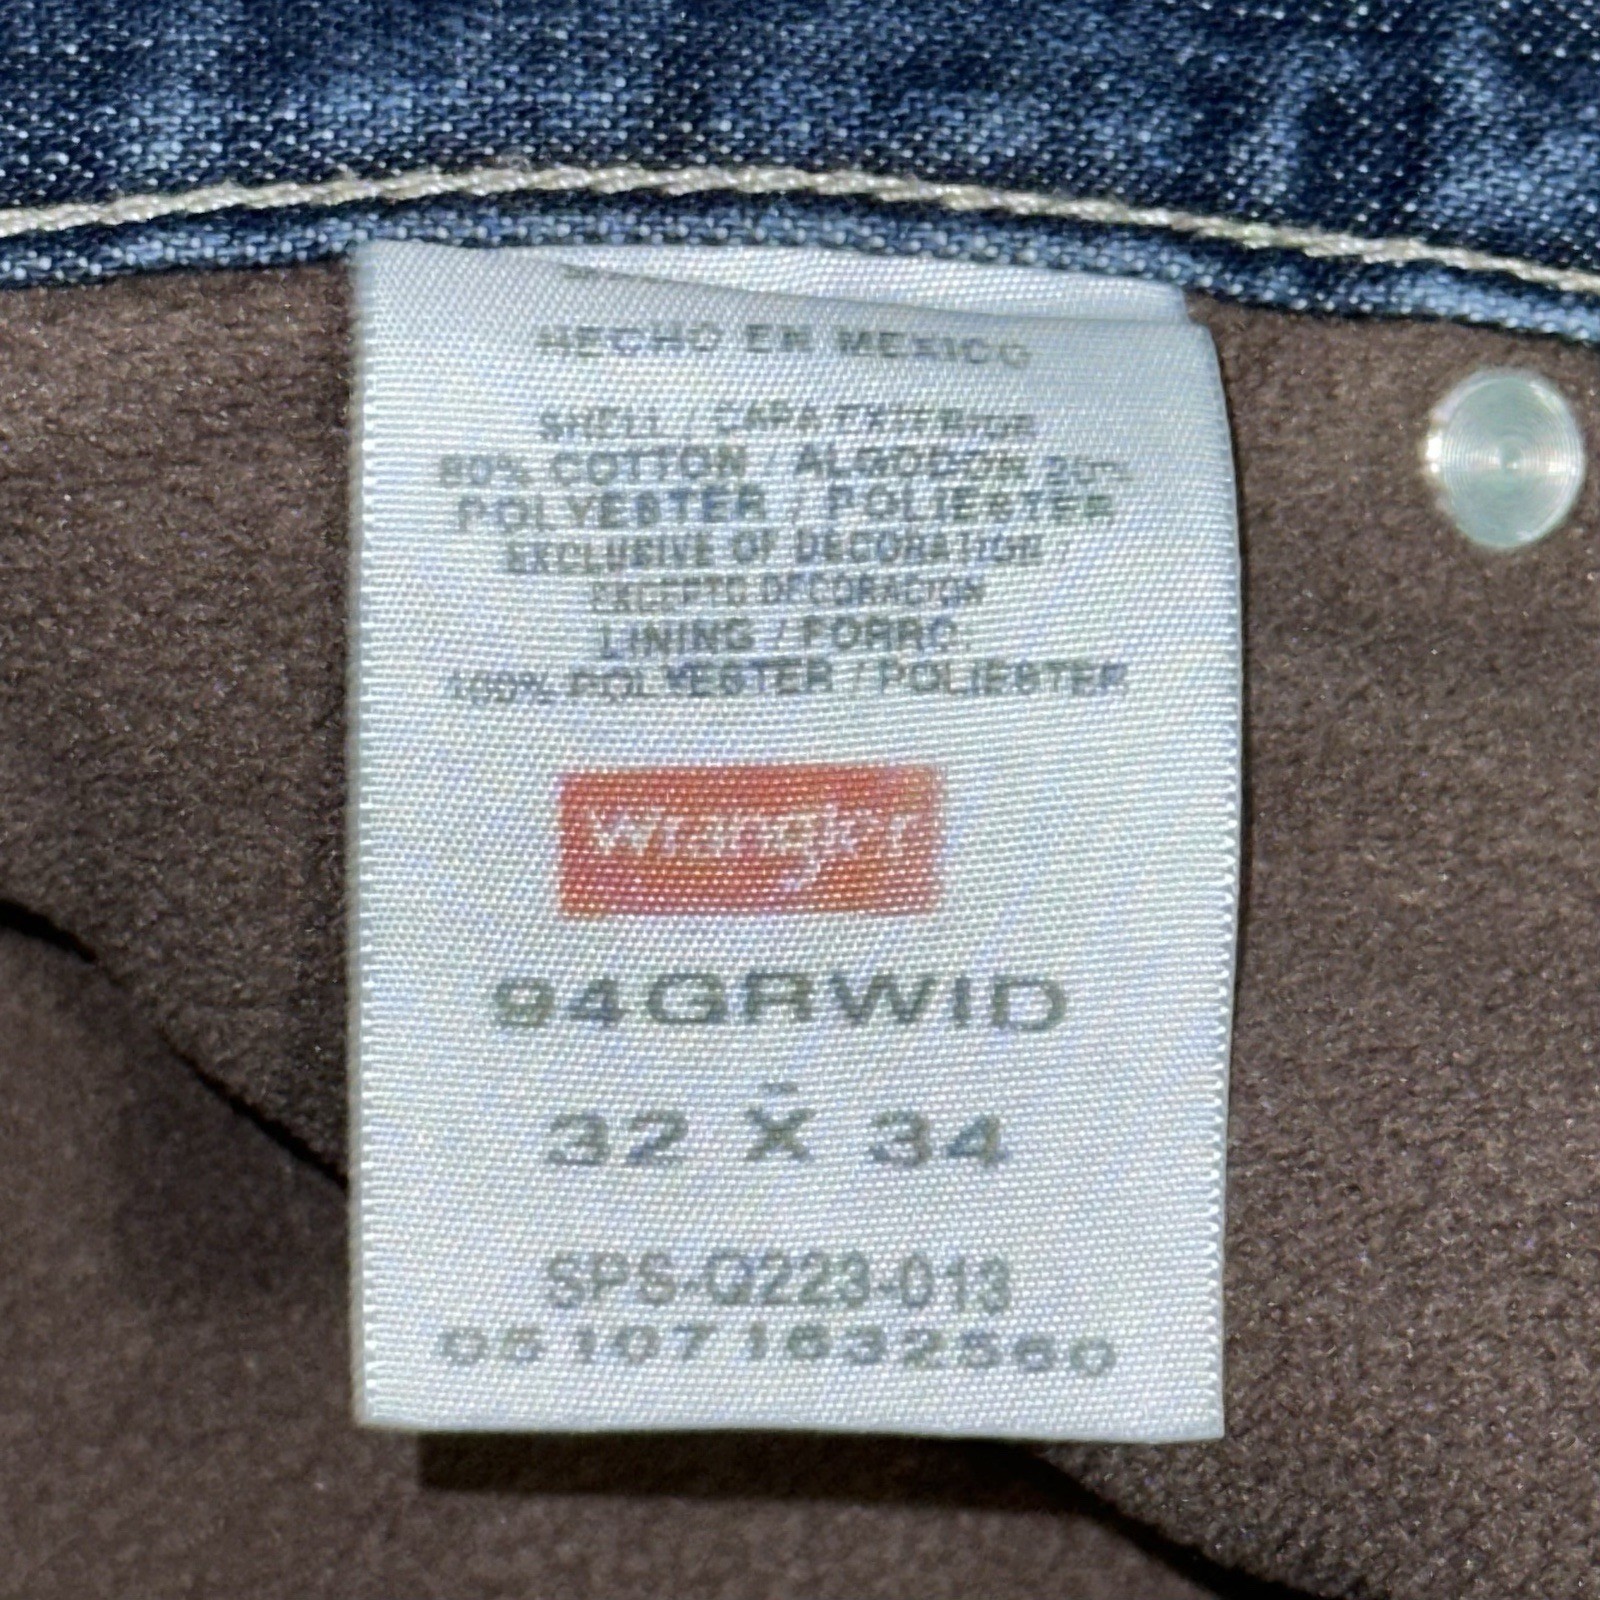 HECHO EN MEXICO
SHELL / CAPA EXTERIOR
80% COTTON / ALGODON 20%
POLYESTER / POLIESTER
EXCLUSIVE OF DECORATION
EXCEPTO DECORACION
LINING / FORRO:
100% POLYESTER / POLIESTER
Wrangler
94GRWID
32 X 34
SPS-Q223-013
051071632560